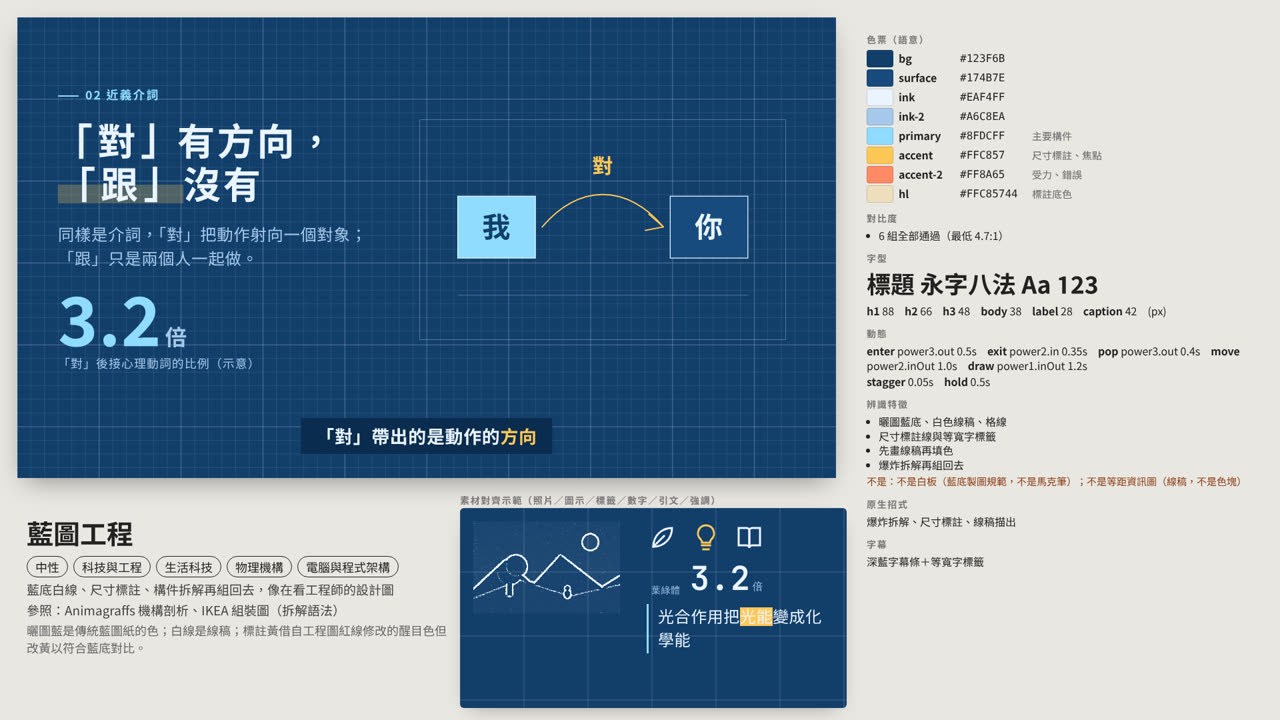 02 近義介詞
「對」有方向，
「跟」沒有
同樣是介詞，「對」把動作射向一個對象；
「跟」只是兩個人一起做。
3.2倍
「對」後接心理動詞的比例（示意）
對
我
你
「對」帶出的是動作的方向
藍圖工程
中性 科技與工程 生活科技 物理機構 電腦與程式架構
藍底白線、尺寸標註、構件拆解再組回去，像在看工程師的設計圖
參照：Animagraffs 機構剖析、IKEA 組裝圖（拆解語法）
曬圖藍是傳統藍圖紙的色；白線是線稿；標註黃借自工程圖紅線修改的醒目色但
改黃以符合藍底對比。
素材對齊示範（照片／圖示／標籤／數字／引文／強調）
葉綠體 3.2倍
光合作用把光能變成化
學能
色票（語意）
bg #123F6B
surface #174B7E
ink #EAF4FF
ink-2 #A6C8EA
primary #8FDCFF 主要構件
accent #FFC857 尺寸標註、焦點
accent-2 #FF8A65 受力、錯誤
hl #FFC85744 標註底色
對比度
• 6 組全部通過（最低 4.7:1）
字型
標題 永字八法 Aa 123
h1 88 h2 66 h3 48 body 38 label 28 caption 42 (px)
動態
enter power3.out 0.5s exit power2.in 0.35s pop power3.out 0.4s move
power2.inOut 1.0s draw power1.inOut 1.2s
stagger 0.05s hold 0.5s
辨識特徵
• 曬圖藍底、白色線稿、格線
• 尺寸標註線與等寬字標籤
• 先畫線稿再填色
• 爆炸拆解再組回去
不是：不是白板（藍底製圖規範，不是馬克筆）；不是等距資訊圖（線稿，不是色塊）
原生招式
爆炸拆解、尺寸標註、線稿描出
字幕
深藍字幕條＋等寬字標籤